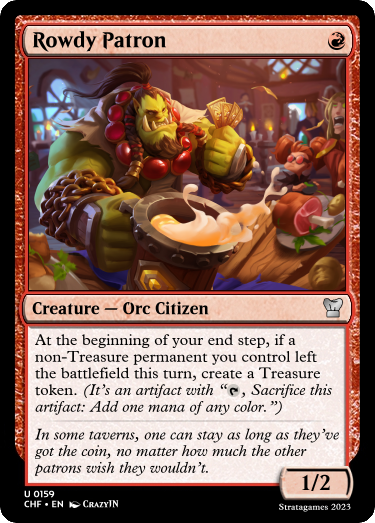 Rowdy Patron
Creature — Orc Citizen
At the beginning of your end step, if a
non-Treasure permanent you control left
the battlefield this turn, create a Treasure
token. (It's an artifact with “, Sacrifice this
artifact: Add one mana of any color.”)
In some taverns, one can stay as long as they've
got the coin, no matter how much the other
patrons wish they wouldn't.
1/2
U 0159
CHF • EN CRAZYJN
Stratagames 2023